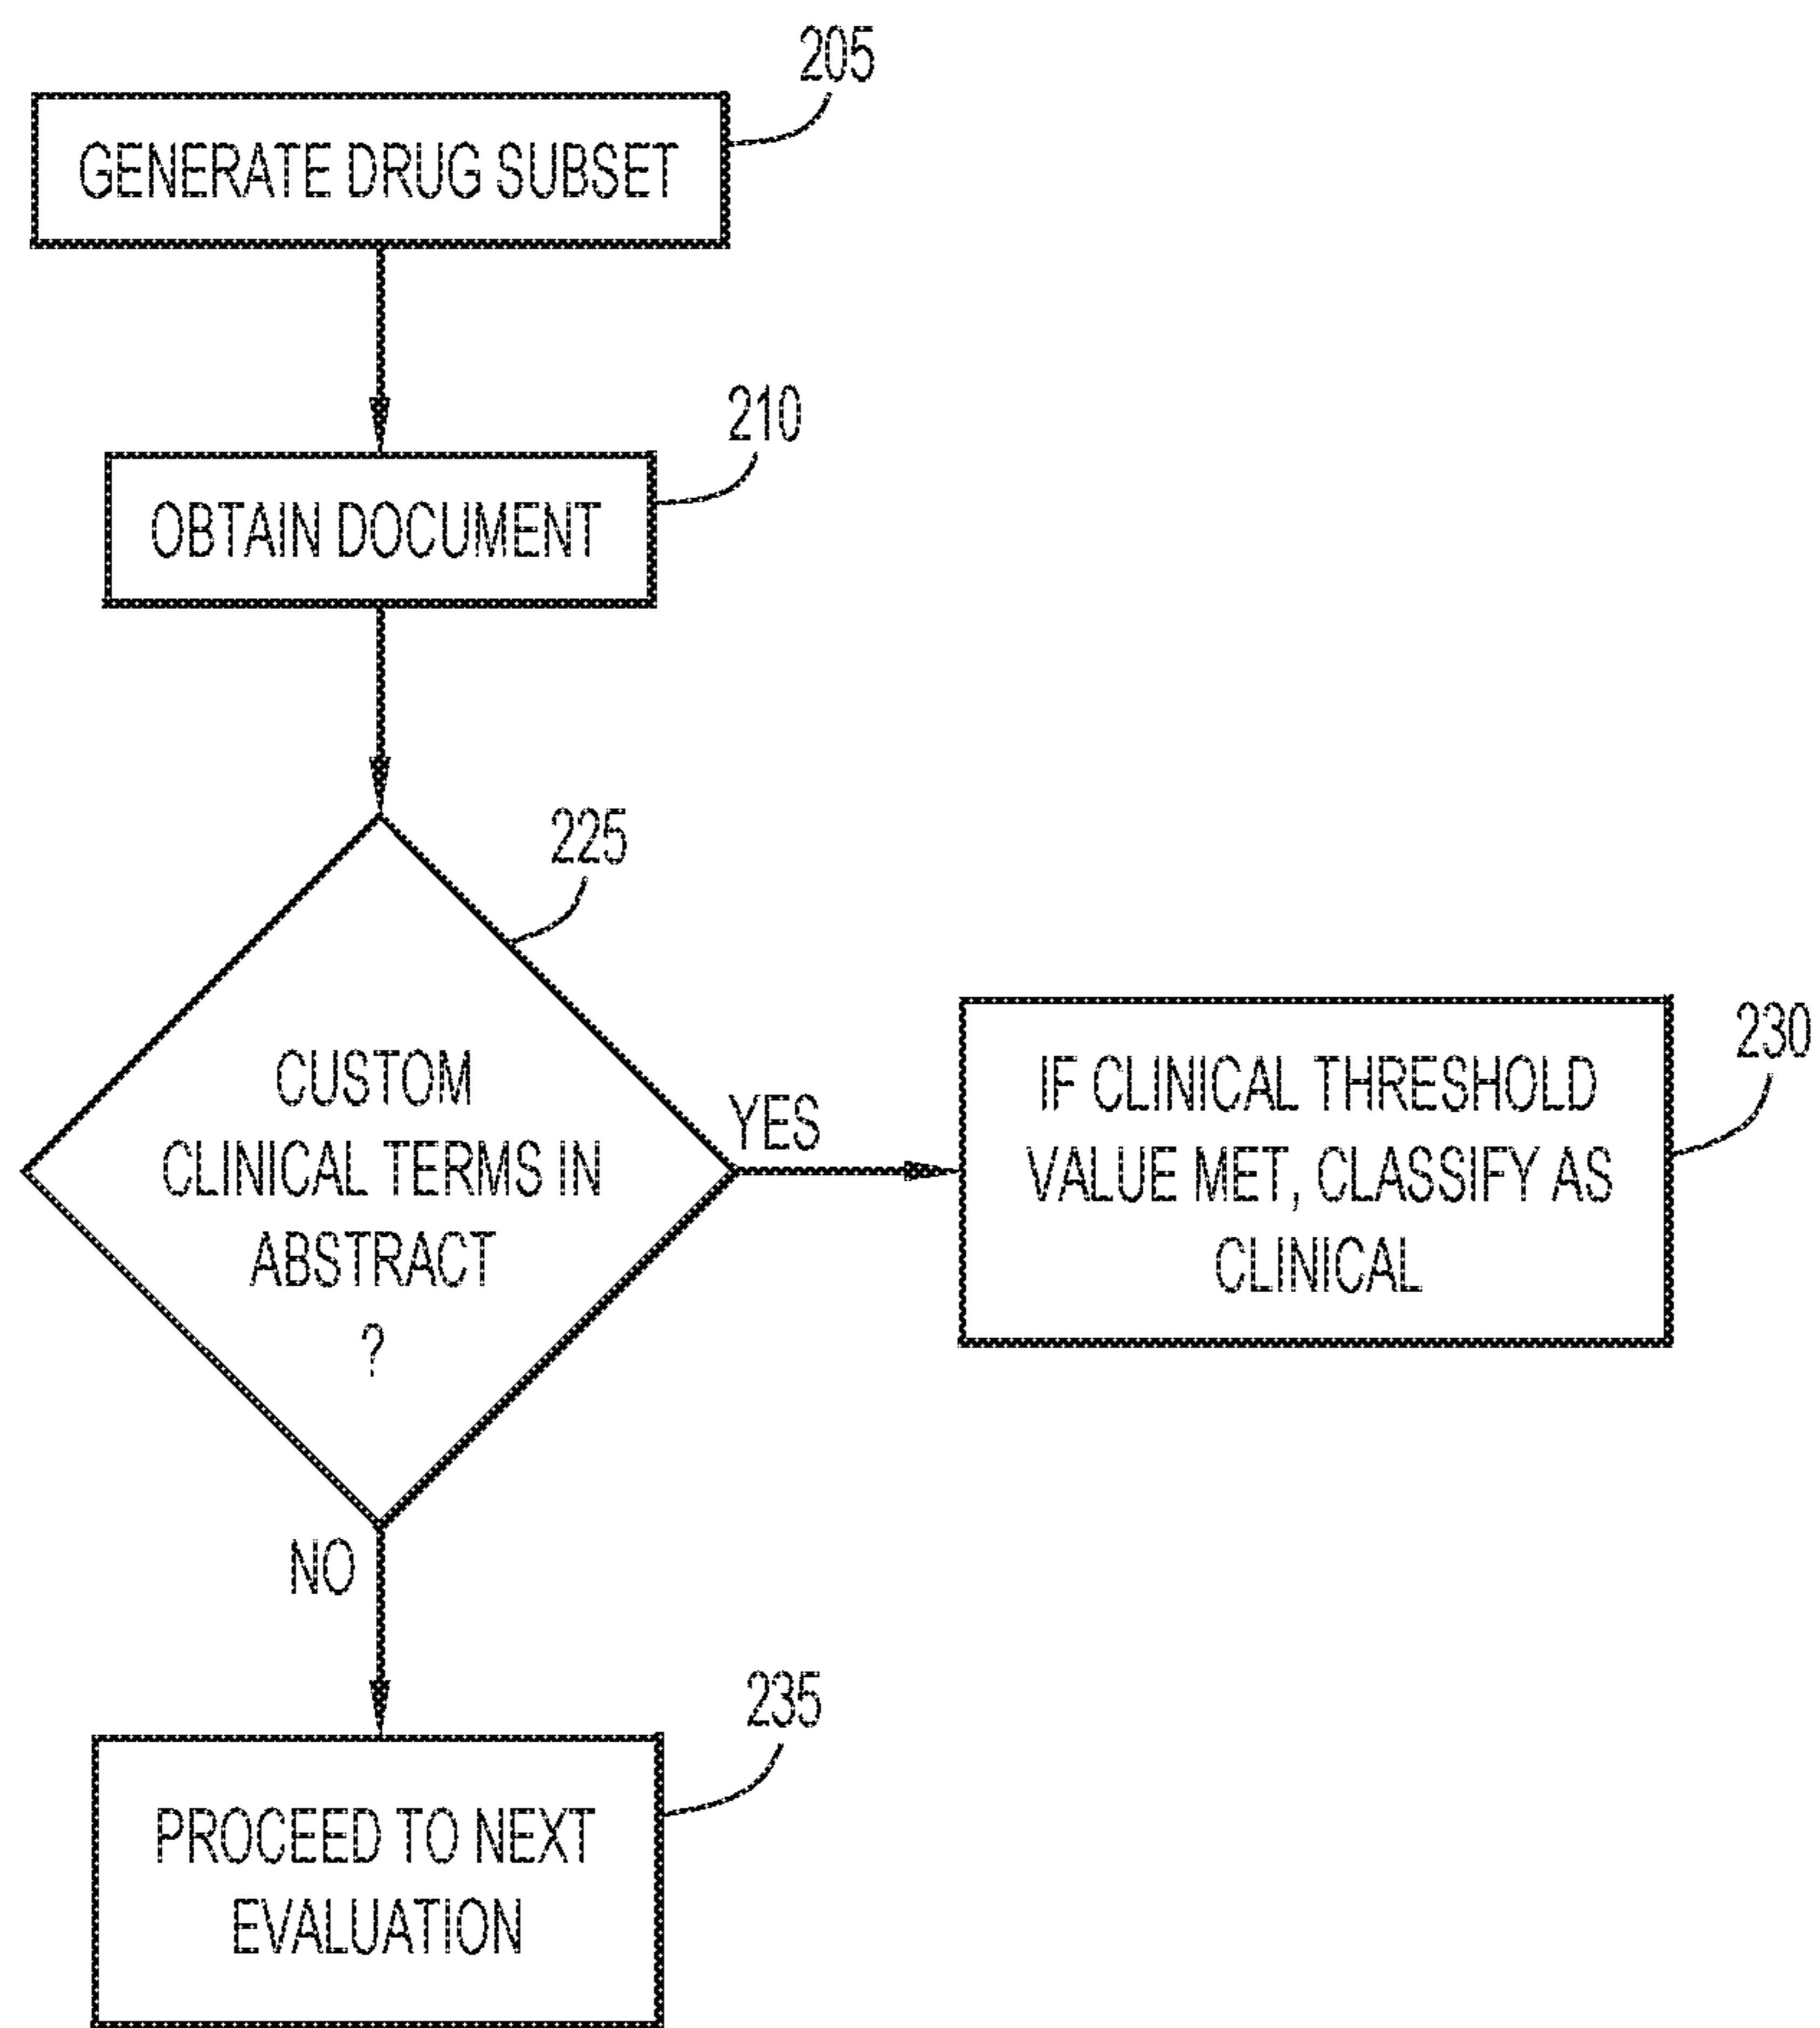 205
GENERATE DRUG SUBSET
210
OBTAIN DOCUMENT
225
CUSTOM
CLINICAL TERMS IN
ABSTRACT
?
YES
230
IF CLINICAL THRESHOLD
VALUE MET, CLASSIFY AS
CLINICAL
NO
235
PROCEED TO NEXT
EVALUATION